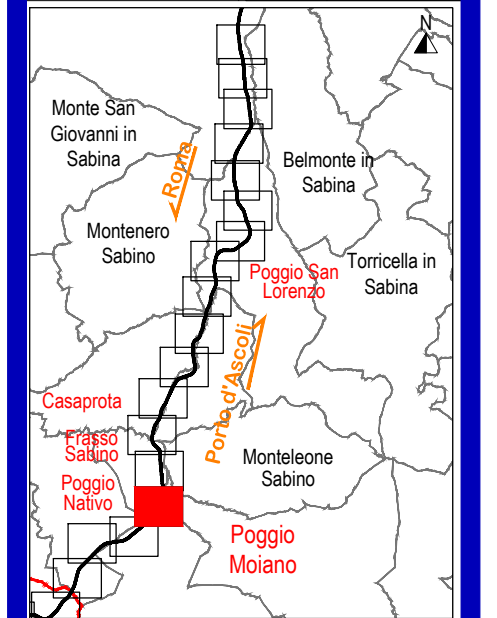 N
Monte San
Giovanni in
Sabina
Roma
Belmonte in
Sabina
Montenero
Sabino
Torricella in
Sabina
Poggio San
Lorenzo
Porto d'Ascoli
Casaprota
Frasso
Sabino
Monteleone
Sabino
Poggio
Nativo
Poggio
Moiano